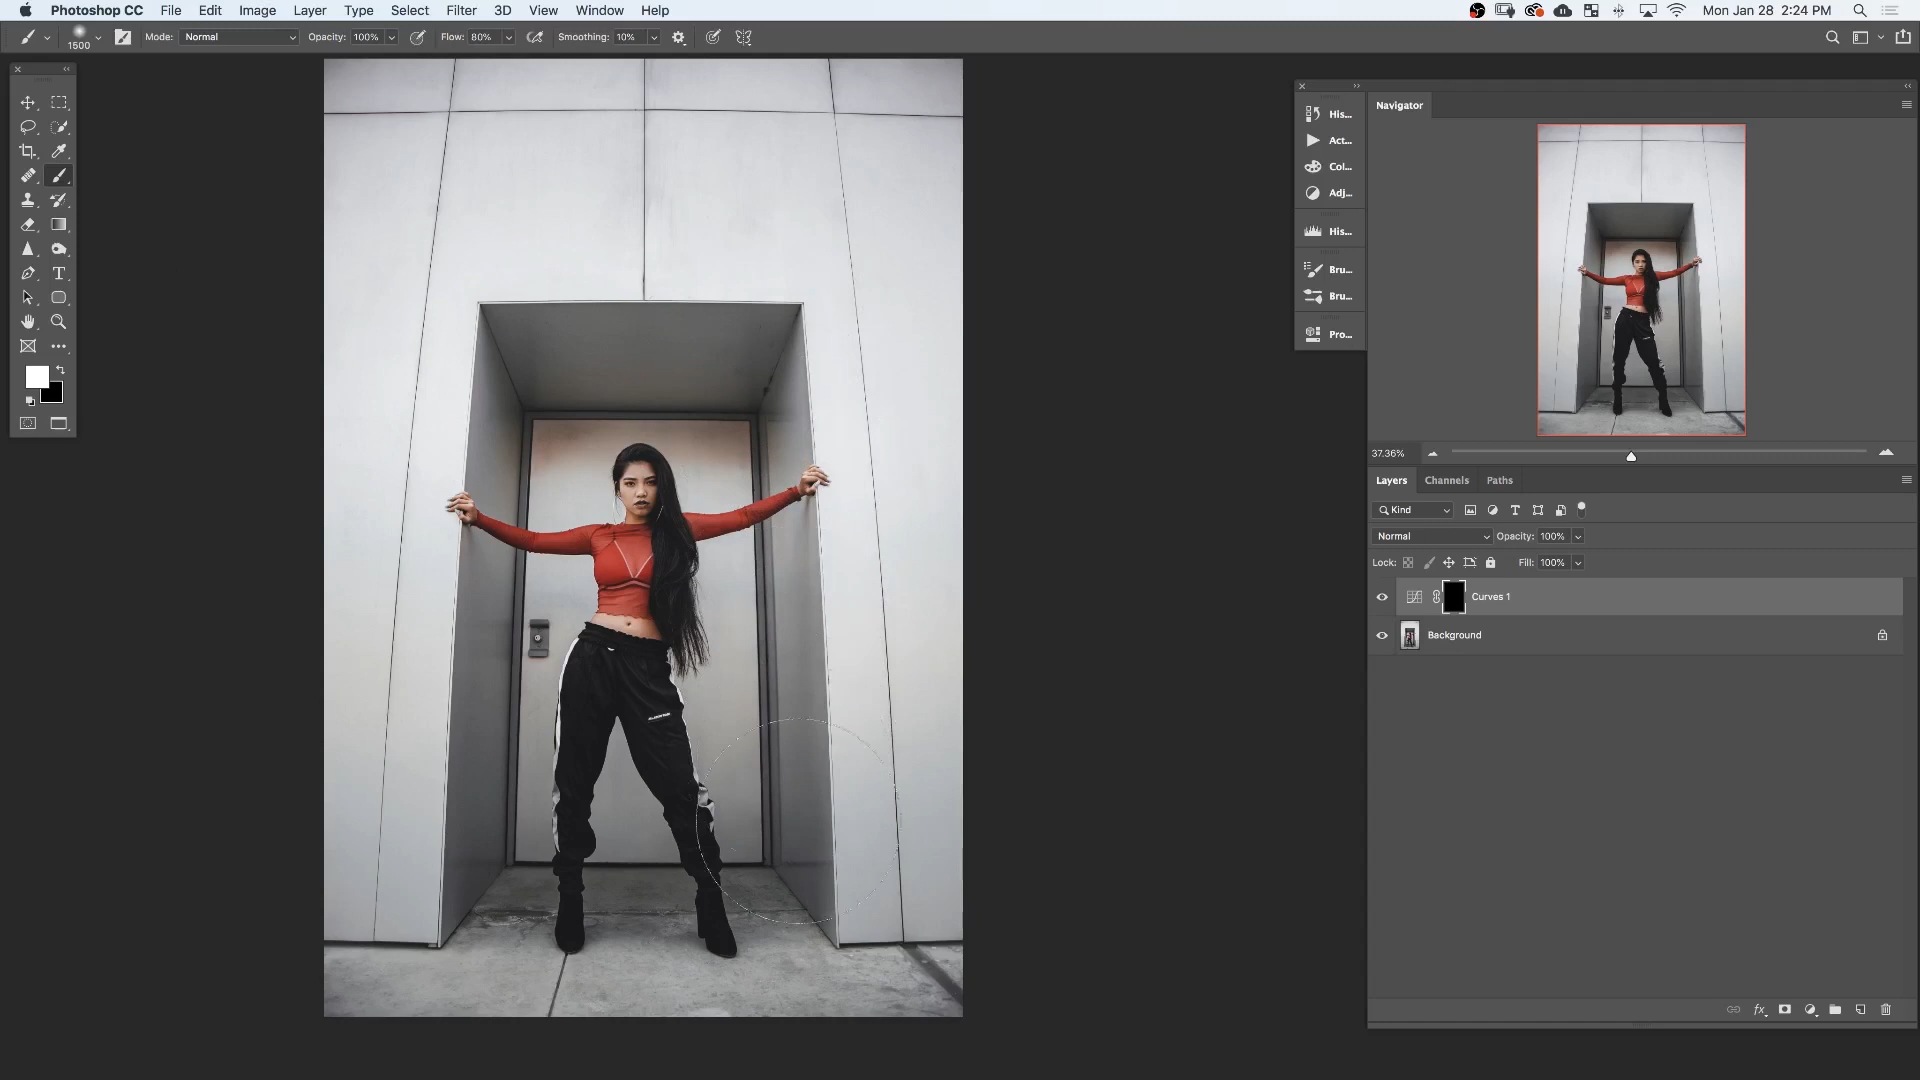 Photoshop CC File Edit Image Layer Type Select Filter 3D View Window Help Mon Jan 28 2:24 PM
1500 Mode: Normal Opacity: 100% Flow: 80% Smoothing: 10%
His...
Act...
Col...
Adj...
His...
Bru...
Bru...
Pro...
Navigator
37.36%
Layers Channels Paths
Kind
Normal Opacity: 100%
Lock: Fill: 100%
Curves 1
Background
fx